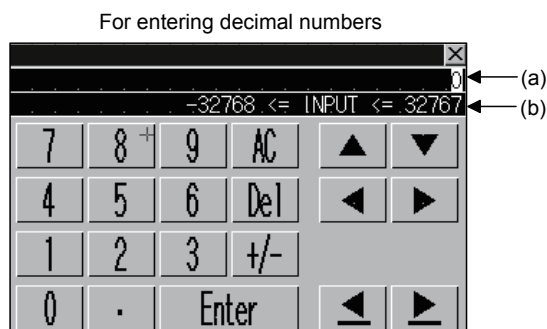 For entering decimal numbers
0 (a)
-32768 <= INPUT <= 32767 (b)
7 8 9 AC
4 5 6 Del
1 2 3 +/-
0 . Enter